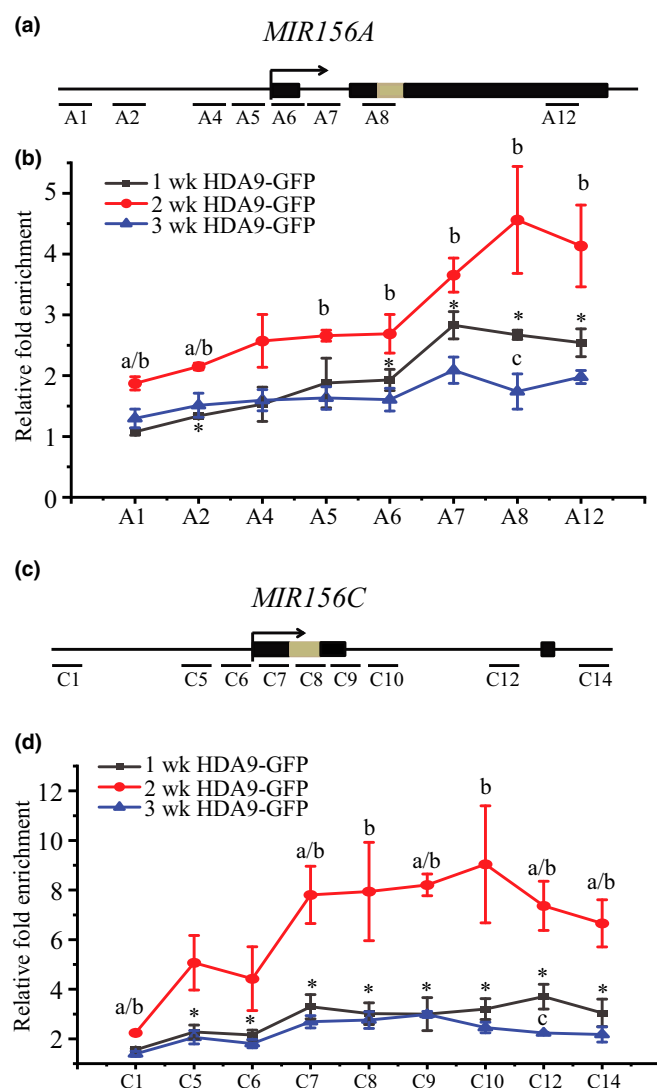 (a)
MIR156A
A1 A2 A4 A5 A6 A7 A8 A12
(b)
1 wk HDA9-GFP
2 wk HDA9-GFP
3 wk HDA9-GFP
Relative fold enrichment
5
4
3
2
1
0
a/b a/b b b b b b
* * * * *
c
A1 A2 A4 A5 A6 A7 A8 A12
(c)
MIR156C
C1 C5 C6 C7 C8 C9 C10 C12 C14
(d)
1 wk HDA9-GFP
2 wk HDA9-GFP
3 wk HDA9-GFP
Relative fold enrichment
12
10
8
6
4
2
a/b a/b b a/b b a/b a/b
* * * * * * * *
c
C1 C5 C6 C7 C8 C9 C10 C12 C14